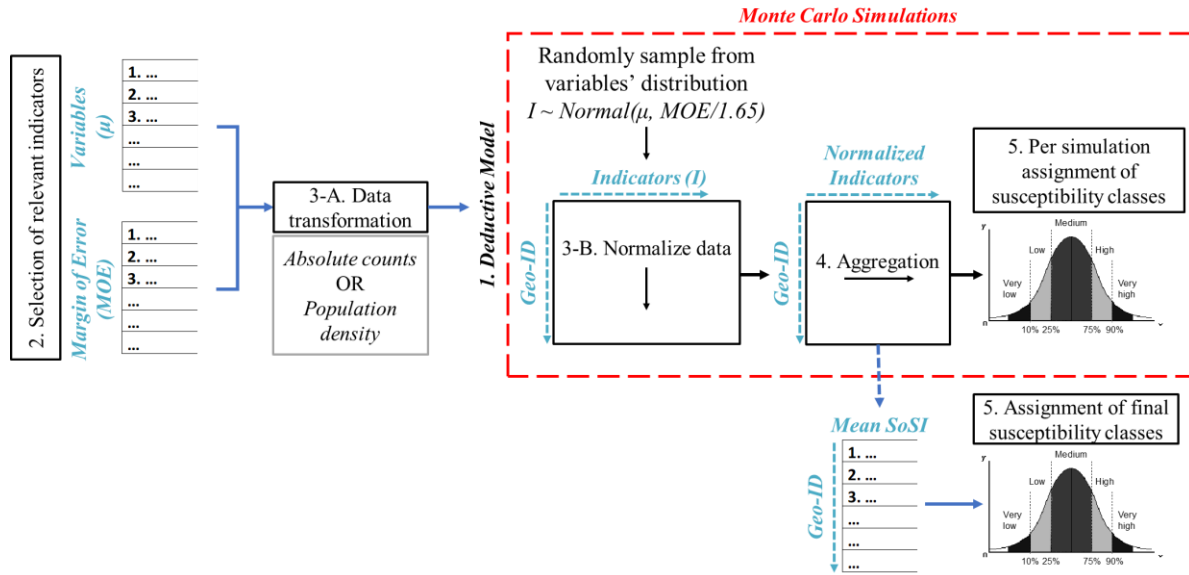 Monte Carlo Simulations
2. Selection of relevant indicators
Variables
(μ)
1. ...
2. ...
3. ...
...
...
...
Margin of Error
(MOE)
1. ...
2. ...
3. ...
...
...
...
3-A. Data
transformation
Absolute counts
OR
Population
density
1. Deductive Model
Randomly sample from
variables’ distribution
I ~ Normal(μ, MOE/1.65)
Indicators (I)
Geo-ID
3-B. Normalize data
Normalized
Indicators
Geo-ID
4. Aggregation
5. Per simulation
assignment of
susceptibility classes
Medium
Low
High
Very
low
Very
high
10%
25%
75%
90%
Mean SoSI
Geo-ID
1. ...
2. ...
3. ...
...
...
...
5. Assignment of final
susceptibility classes
Medium
Low
High
Very
low
Very
high
10%
25%
75%
90%